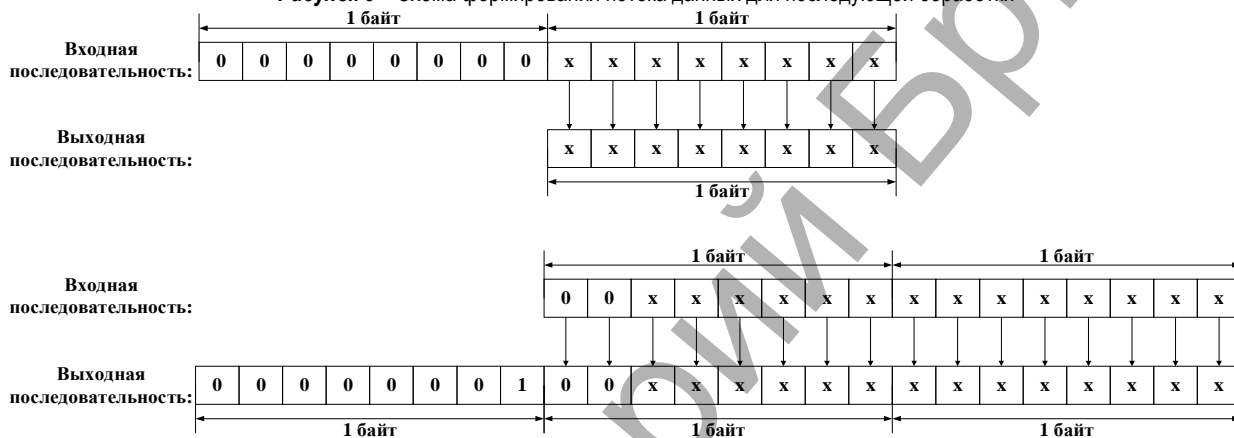 1 байт 1 байт
Входная
последовательность: 0 0 0 0 0 0 0 0 x x x x x x x x
Выходная
последовательность: x x x x x x x x
1 байт
1 байт 1 байт
Входная
последовательность: 0 0 x x x x x x x x x x x x x x
Выходная
последовательность: 0 0 0 0 0 0 0 1 0 0 x x x x x x x x x x x x x x
1 байт 1 байт 1 байт